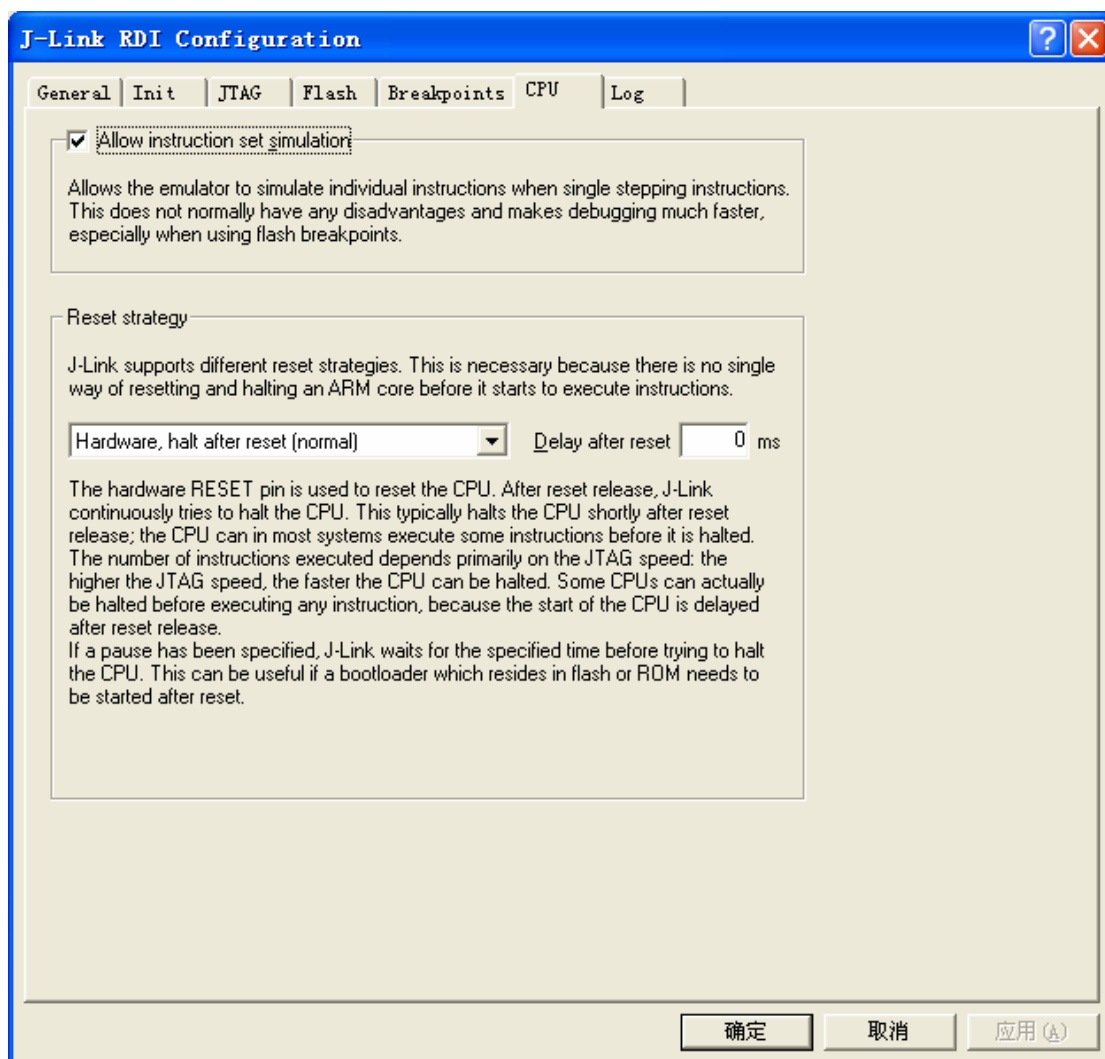 J-Link RDI Configuration
General Init JTAG Flash Breakpoints CPU Log
Allow instruction set simulation
Allows the emulator to simulate individual instructions when single stepping instructions.
This does not normally have any disadvantages and makes debugging much faster,
especially when using flash breakpoints.
Reset strategy
J-Link supports different reset strategies. This is necessary because there is no single
way of resetting and halting an ARM core before it starts to execute instructions.
Hardware, halt after reset (normal) Delay after reset 0 ms
The hardware RESET pin is used to reset the CPU. After reset release, J-Link
continuously tries to halt the CPU. This typically halts the CPU shortly after reset
release; the CPU can in most systems execute some instructions before it is halted.
The number of instructions executed depends primarily on the JTAG speed: the
higher the JTAG speed, the faster the CPU can be halted. Some CPUs can actually
be halted before executing any instruction, because the start of the CPU is delayed
after reset release.
If a pause has been specified, J-Link waits for the specified time before trying to halt
the CPU. This can be useful if a bootloader which resides in flash or ROM needs to
be started after reset.
确定 取消 应用(A)